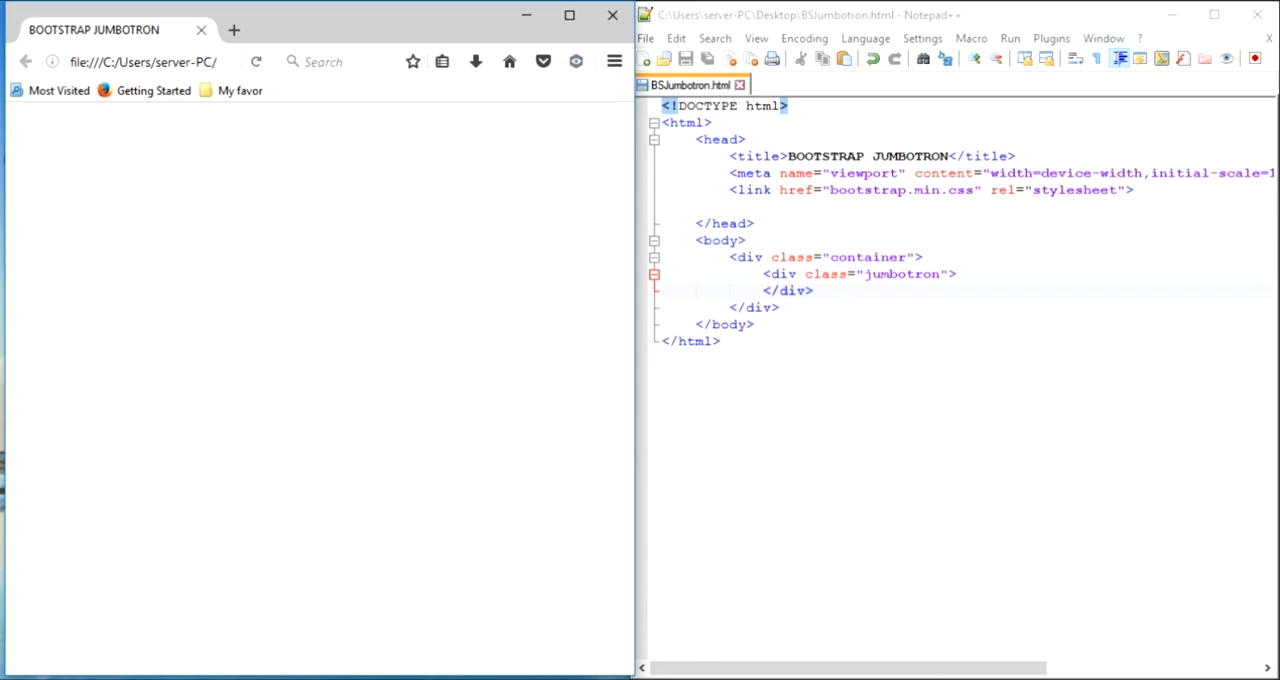 BOOTSTRAP JUMBOTRON
file:///C:/Users/server-PC/
Search
Most Visited Getting Started My favor
C:\Users\server-PC\Desktop\BSJumbotron.html - Notepad++
File Edit Search View Encoding Language Settings Macro Run Plugins Window ? X
BSJumbotron.html
<!DOCTYPE html>
<html>
<head>
<title>BOOTSTRAP JUMBOTRON</title>
<meta name="viewport" content="width=device-width,initial-scale=1
<link href="bootstrap.min.css" rel="stylesheet">
</head>
<body>
<div class="container">
<div class="jumbotron">
</div>
</div>
</body>
</html>